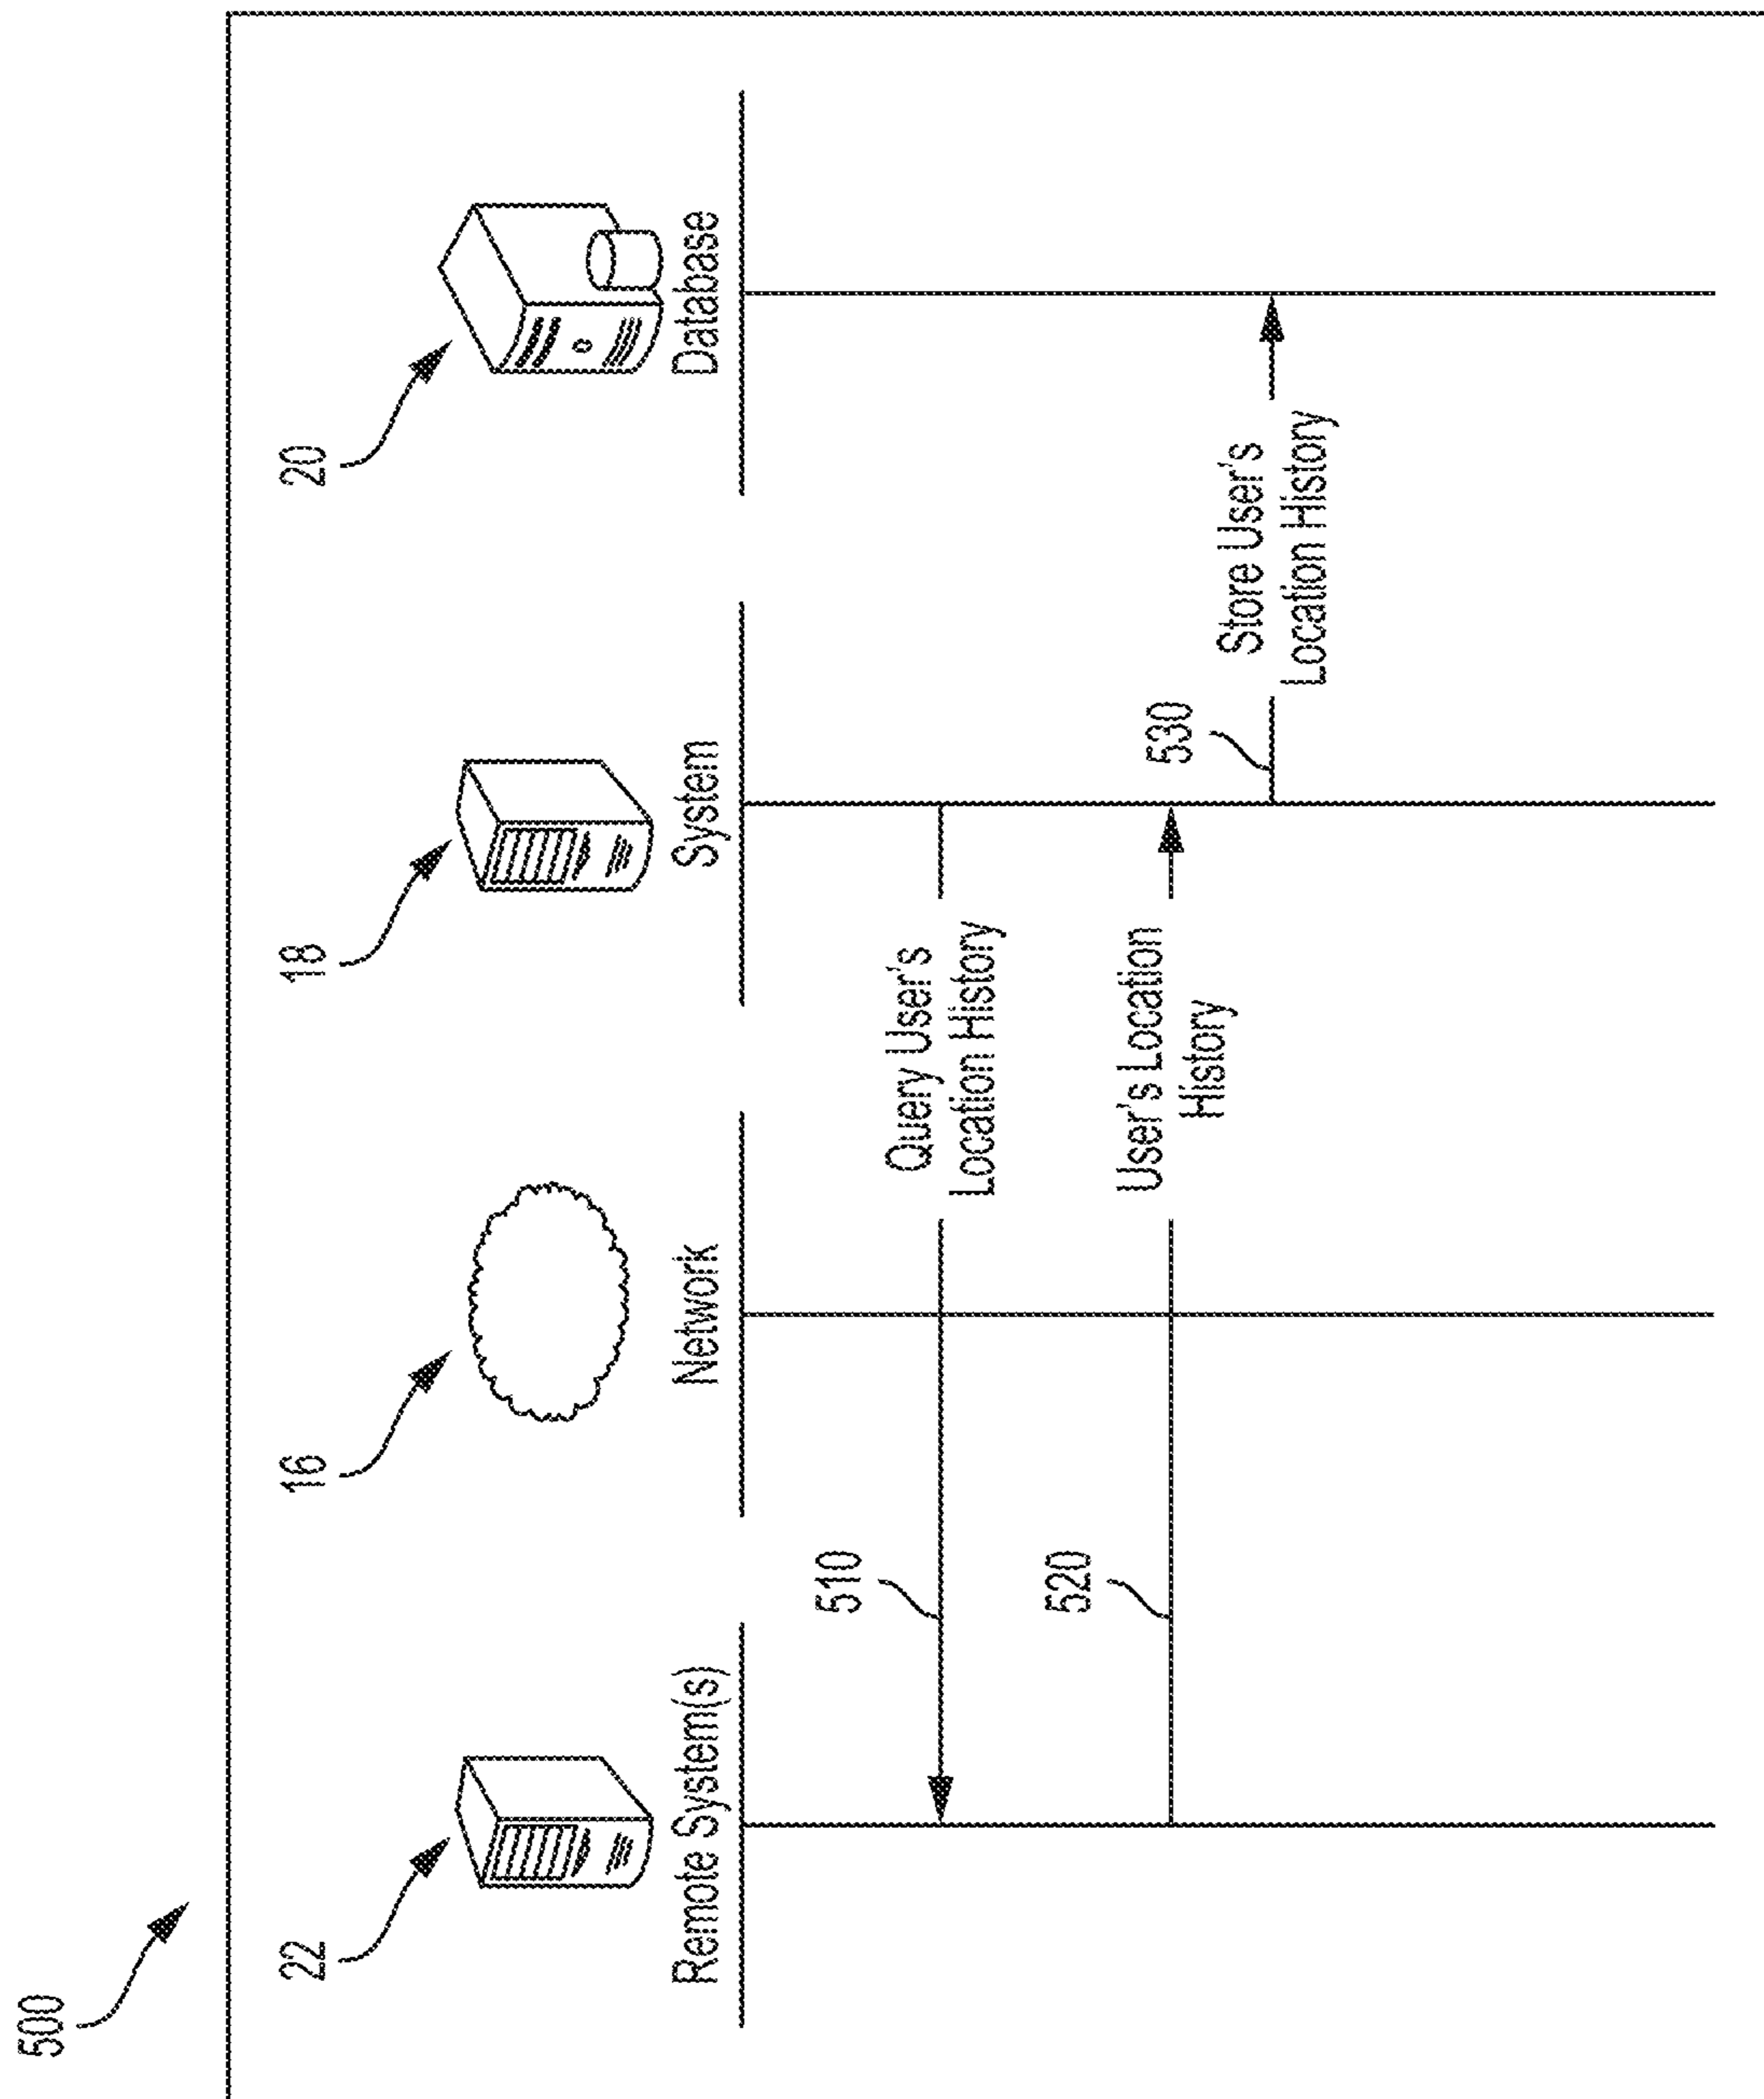 500
22
16
18
20
Remote System(s)
Network
System
Database
510
Query User's
Location History
520
User's Location
History
530
Store User's
Location History